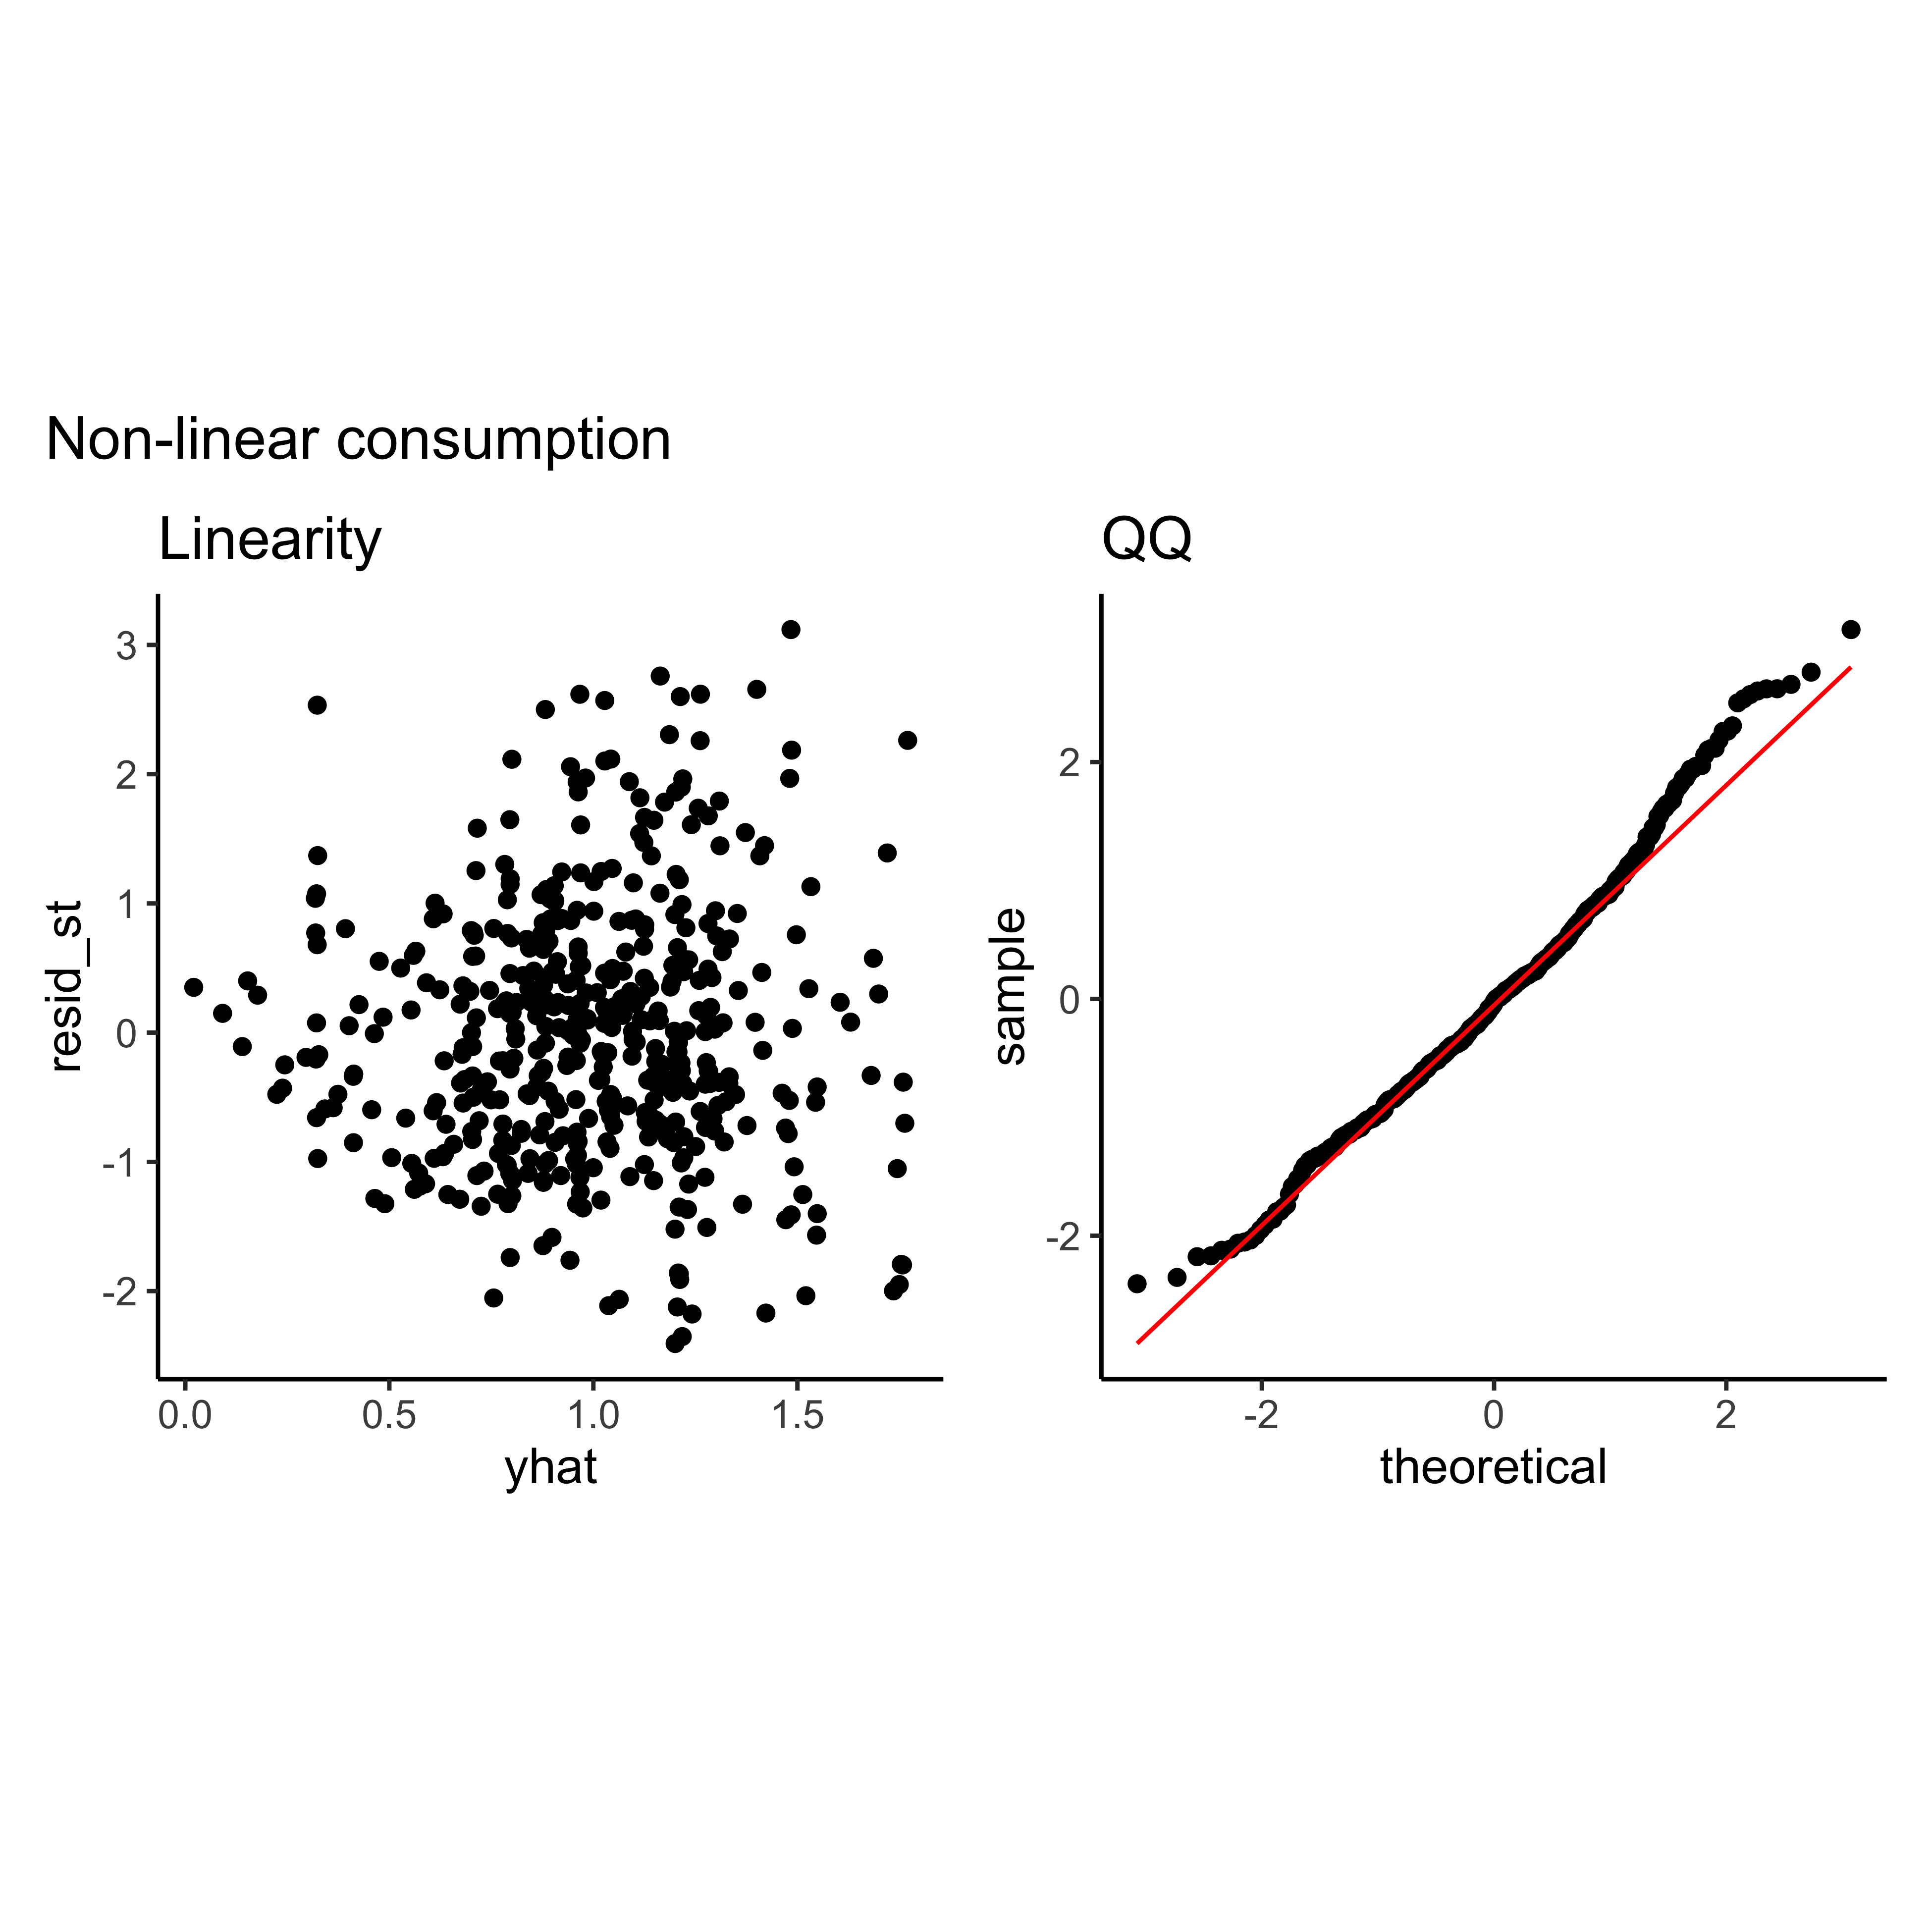 Non-linear consumption
Linearity
3
2
1
0
-1
-2
resid_st
0.0 0.5 1.0 1.5
yhat
QQ
2
0
-2
sample
-2 0 2
theoretical